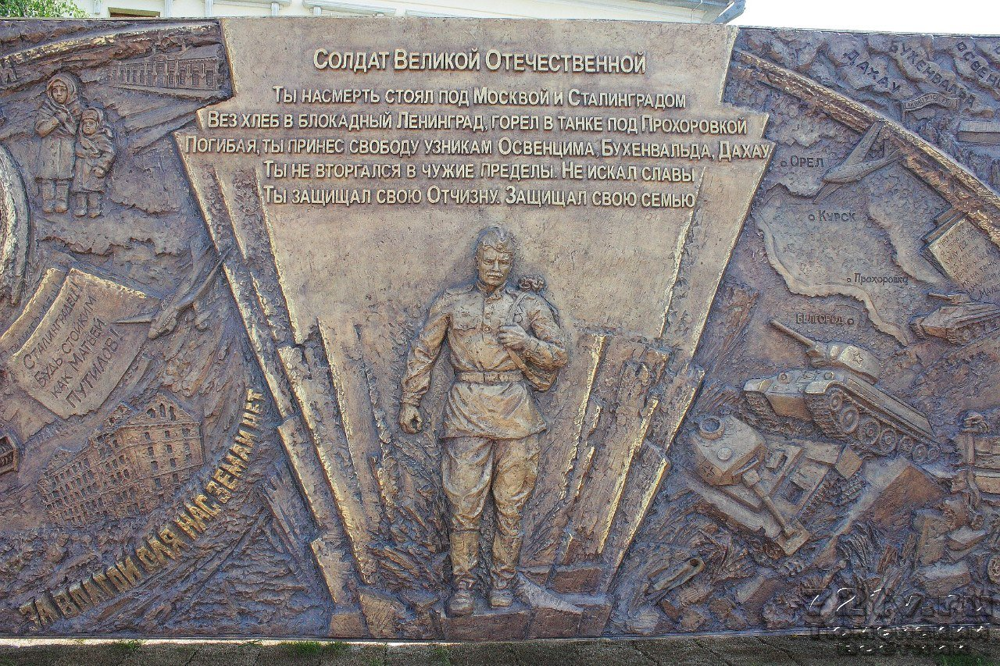 Солдат Великой Отечественной
Ты насмерть стоял под Москвой и Сталинградом
Вез хлеб в блокадный Ленинград, горел в танке под Прохоровкой
Погибая, ты принес свободу узникам Освенцима, Бухенвальда, Дахау
Ты не вторгался в чужие пределы. Не искал славы
Ты защищал свою Отчизну. Защищал свою семью
Сталинградец!
Будь стойким
как Матвей
Путилов!
ЗА ВОЛГОЙ ДЛЯ НАС ЗЕМЛИ НЕТ
Дахау
Бухенвальд
Орел
Курск
Прохоровка
Белгород